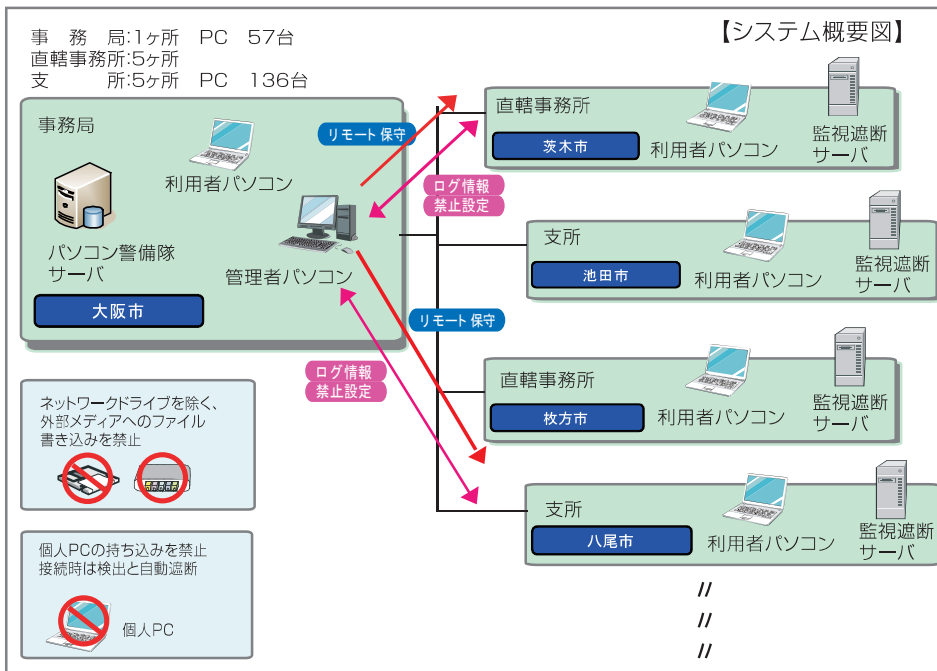 【システム概要図】
事 務 局:1ヶ所 PC 57台
直轄事務所:5ヶ所
支 所:5ヶ所 PC 136台
事務局
利用者パソコン
パソコン警備隊
サーバ
管理者パソコン
大阪市
リモート 保守
ログ情報
禁止設定
リモート 保守
ログ情報
禁止設定
直轄事務所
茨木市
利用者パソコン
監視遮断
サーバ
支所
池田市
利用者パソコン
監視遮断
サーバ
直轄事務所
枚方市
利用者パソコン
監視遮断
サーバ
支所
八尾市
利用者パソコン
監視遮断
サーバ
〃
〃
〃
ネットワークドライブを除く、
外部メディアへのファイル
書き込みを禁止
個人PCの持ち込みを禁止
接続時は検出と自動遮断
個人PC